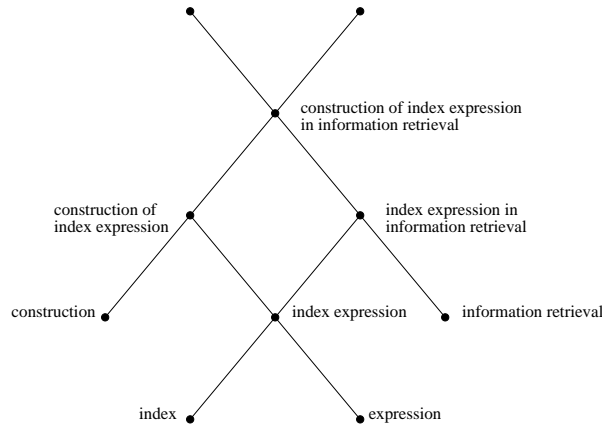 construction of index expression
in information retrieval
construction of
index expression
index expression in
information retrieval
construction
index expression
information retrieval
index
expression